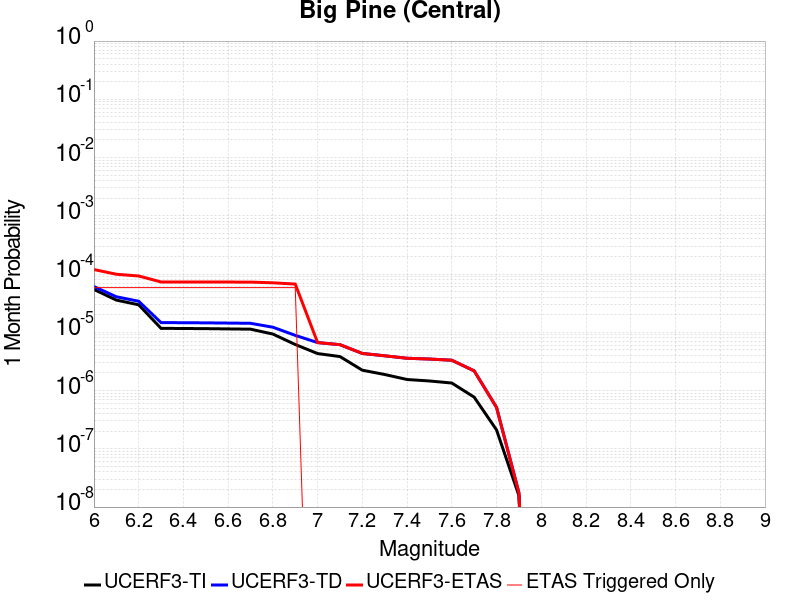 Big Pine (Central)
10^0
10^-1
10^-2
10^-3
10^-4
10^-5
10^-6
10^-7
10^-8
1 Month Probability
6 6.2 6.4 6.6 6.8 7 7.2 7.4 7.6 7.8 8 8.2 8.4 8.6 8.8 9
Magnitude
UCERF3-TI UCERF3-TD UCERF3-ETAS ETAS Triggered Only